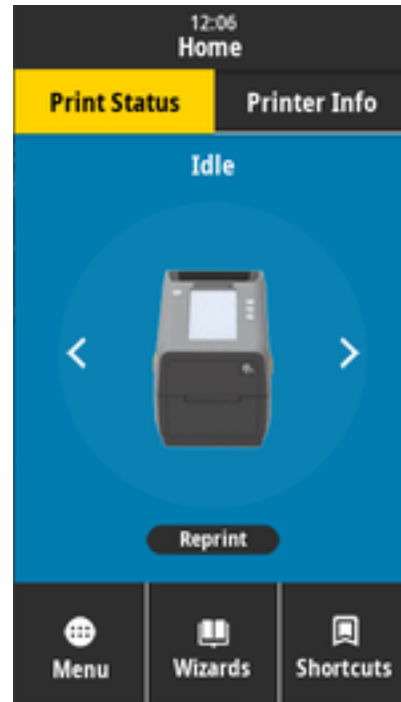 12:06
Home
Print Status
Printer Info
Idle
Reprint
Menu
Wizards
Shortcuts